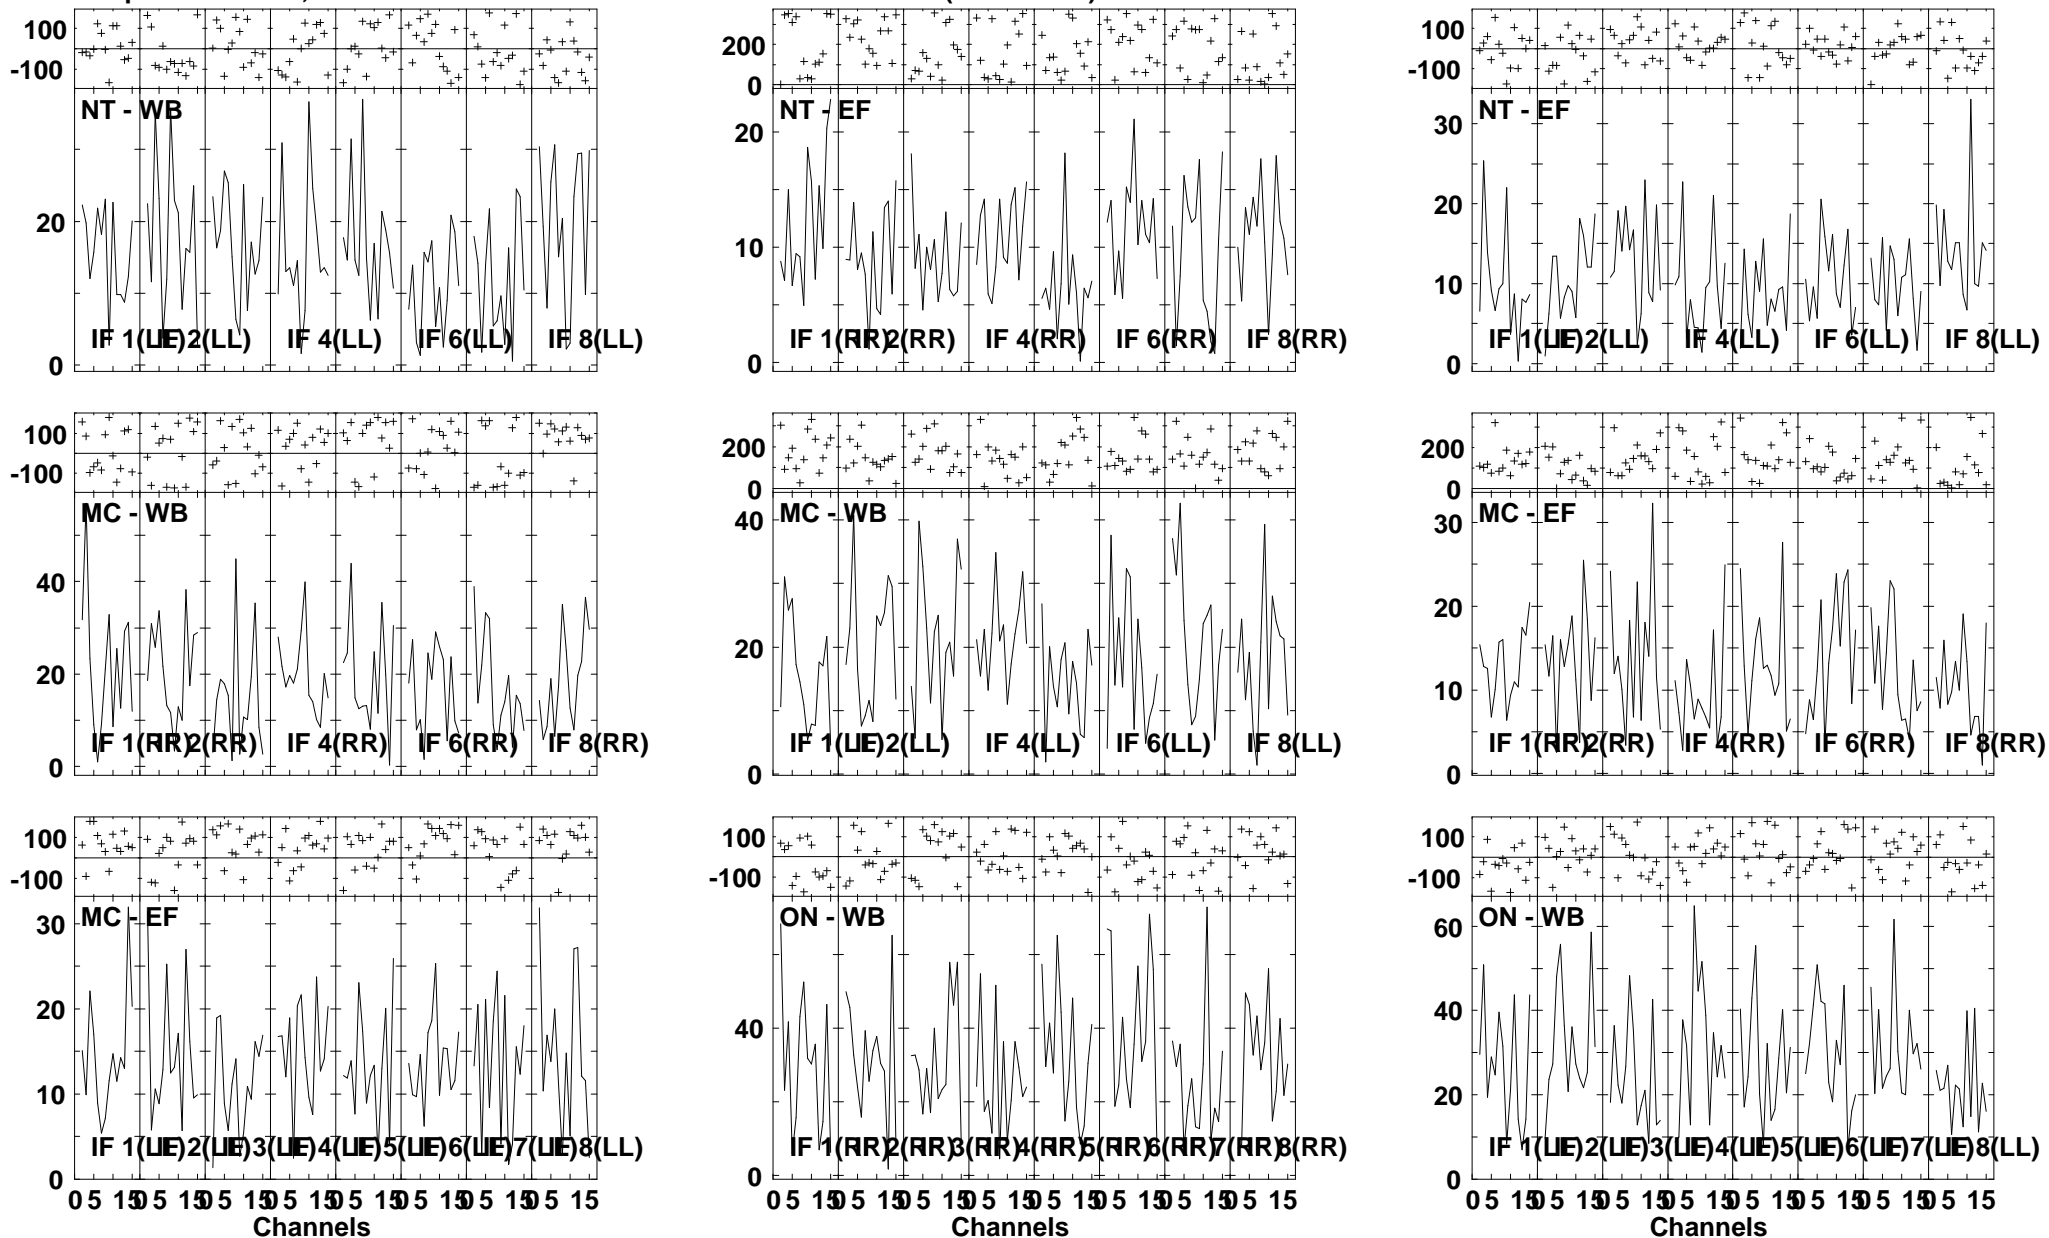 100
-100
NT - WB
20
0
IF 1(LL) IF 2(LL) IF 4(LL) IF 6(LL) IF 8(LL)
200
0
NT - EF
20
10
0
IF 1(RR) IF 2(RR) IF 4(RR) IF 6(RR) IF 8(RR)
100
-100
NT - EF
30
20
10
0
IF 1(LL) IF 2(LL) IF 4(LL) IF 6(LL) IF 8(LL)
100
-100
MC - WB
40
20
0
IF 1(RR) IF 2(RR) IF 4(RR) IF 6(RR) IF 8(RR)
200
0
MC - WB
40
20
0
IF 1(LL) IF 2(LL) IF 4(LL) IF 6(LL) IF 8(LL)
200
0
MC - EF
30
20
10
0
IF 1(RR) IF 2(RR) IF 4(RR) IF 6(RR) IF 8(RR)
100
-100
MC - EF
30
20
10
0
IF 1(LL) IF 2(LL) IF 3(LL) IF 4(LL) IF 5(LL) IF 6(LL) IF 7(LL) IF 8(LL)
0 5 15 0 5 15 0 5 15 0 5 15 0 5 15 0 5 15 0 5 15 0 5 15
Channels
100
-100
ON - WB
40
0
IF 1(RR) IF 2(RR) IF 3(RR) IF 4(RR) IF 5(RR) IF 6(RR) IF 7(RR) IF 8(RR)
0 5 15 0 5 15 0 5 15 0 5 15 0 5 15 0 5 15 0 5 15 0 5 15
Channels
100
-100
ON - WB
60
40
20
0
IF 1(LL) IF 2(LL) IF 3(LL) IF 4(LL) IF 5(LL) IF 6(LL) IF 7(LL) IF 8(LL)
0 5 15 0 5 15 0 5 15 0 5 15 0 5 15 0 5 15 0 5 15 0 5 15
Channels